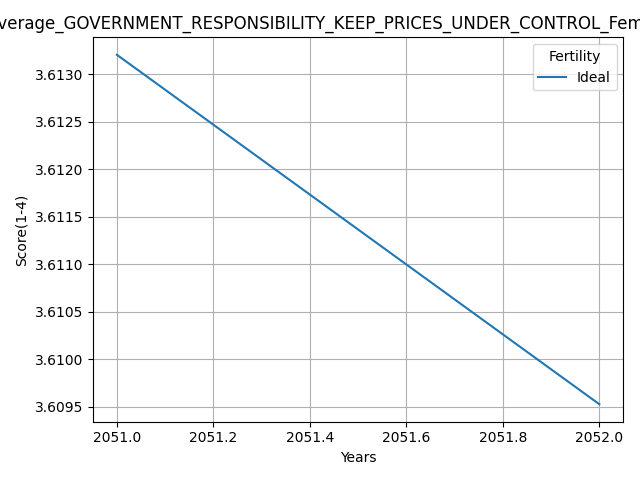 verage_GOVERNMENT_RESPONSIBILITY_KEEP_PRICES_UNDER_CONTROL_Fem
Fertility
Ideal
3.6130
3.6125
3.6120
3.6115
3.6110
3.6105
3.6100
3.6095
Score(1-4)
2051.0 2051.2 2051.4 2051.6 2051.8 2052.0
Years